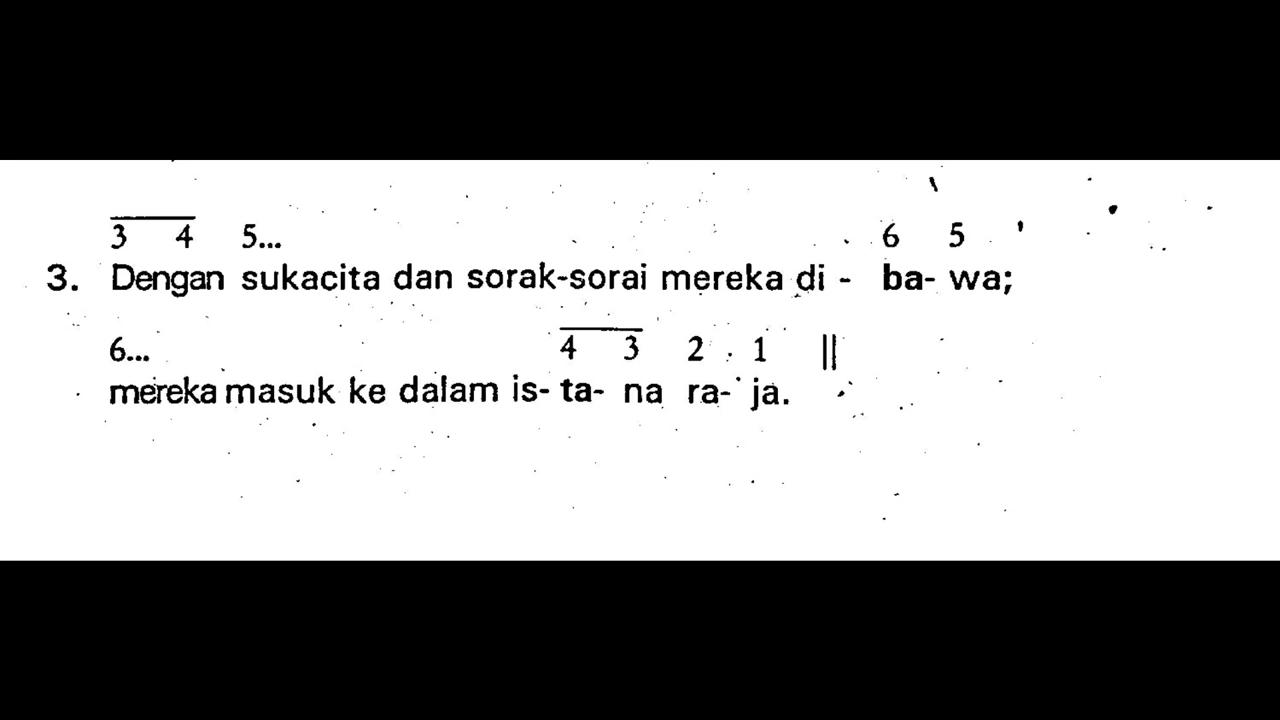 3 4 5... 6 5 '
3. Dengan sukacita dan sorak-sorai mereka di - ba- wa;
6... 4 3 2 1 ||
mereka masuk ke dalam is- ta- na ra- ja.